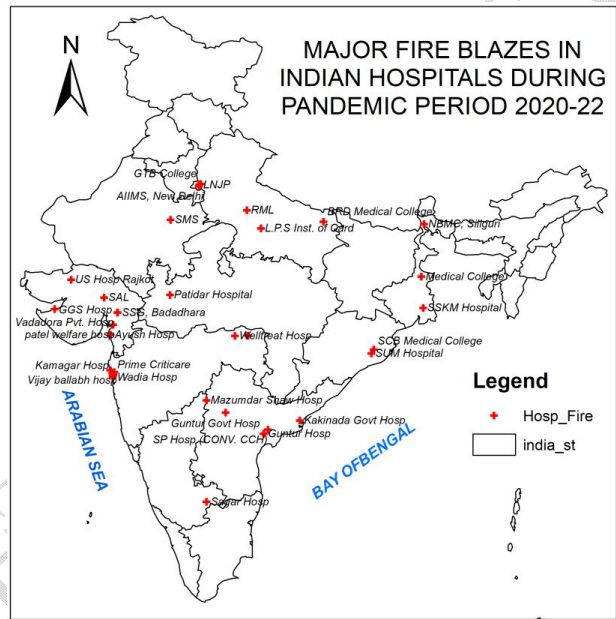 MAJOR FIRE BLAZES IN
INDIAN HOSPITALS DURING
PANDEMIC PERIOD 2020-22
N
GTB College
LNJP
AIIMS, New Delhi
SMS
RML
BRD Medical College
L.P.S Inst. of Card
NBMC, Siliguri
US Hosp Rajkot
SAL
Patidar Hospital
Medical College
GGS Hosp
SSG, Badadhara
SSKM Hospital
Vadadora Pvt. Hosp
patel welfare hosp
Ayush Hosp
Welltreat Hosp
SCB Medical College
SUM Hospital
Kamagar Hosp
Prime Criticare
Vijay ballabh hosp
Wadia Hosp
Mazumdar Shaw Hosp
Guntur Govt Hosp
Kakinada Govt Hosp
SP Hosp (CONV. CCH)
Guntur Hosp
Sagar Hosp
ARABIAN SEA
BAY OFBENGAL
Legend
Hosp_Fire
india_st